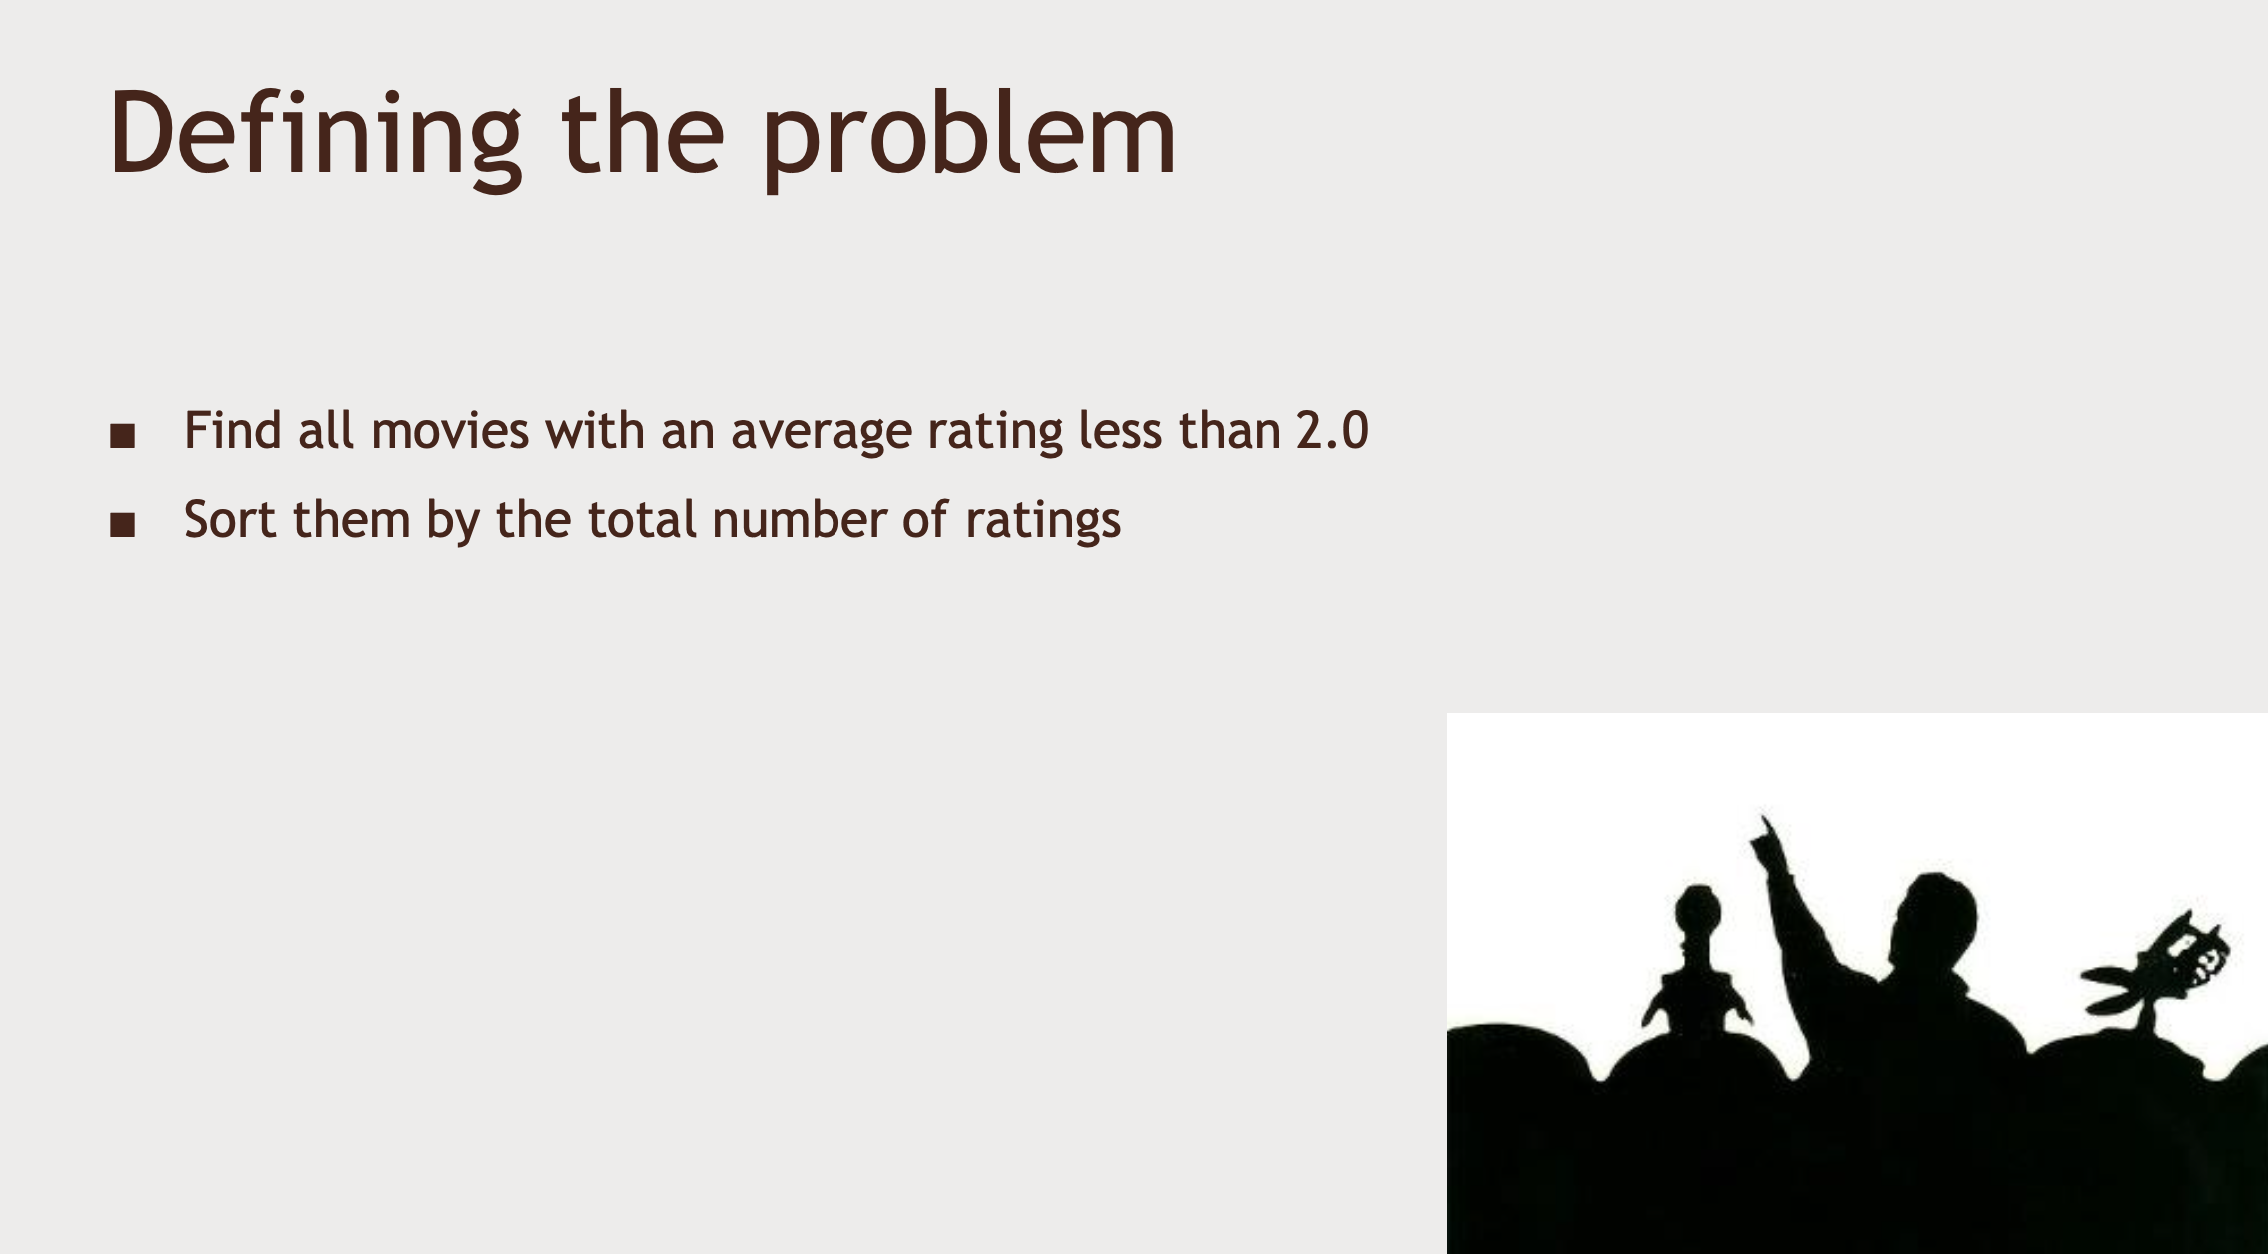 Defining the problem
■ Find all movies with an average rating less than 2.0
■ Sort them by the total number of ratings